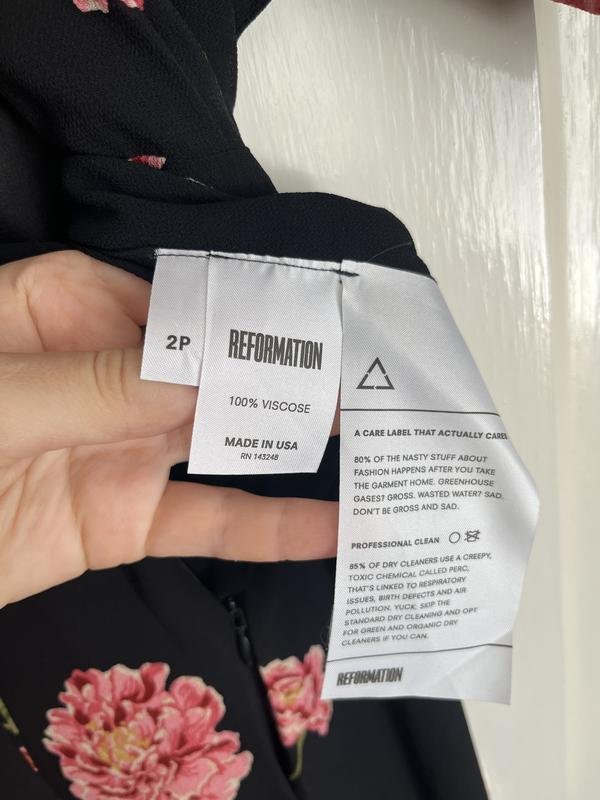 2P
REFORMATION
100% VISCOSE
MADE IN USA
RN 143248
A CARE LABEL THAT ACTUALLY CARES
80% OF THE NASTY STUFF ABOUT
FASHION HAPPENS AFTER YOU TAKE
THE GARMENT HOME. GREENHOUSE
GASES? GROSS. WASTED WATER? SAD.
DON'T BE GROSS AND SAD.
PROFESSIONAL CLEAN
85% OF DRY CLEANERS USE A CREEPY,
TOXIC CHEMICAL CALLED PERC,
THAT'S LINKED TO RESPIRATORY
ISSUES, BIRTH DEFECTS AND AIR
POLLUTION. YUCK. SKIP THE
STANDARD DRY CLEANING AND OPT
FOR GREEN AND ORGANIC DRY
CLEANERS IF YOU CAN.
REFORMATION